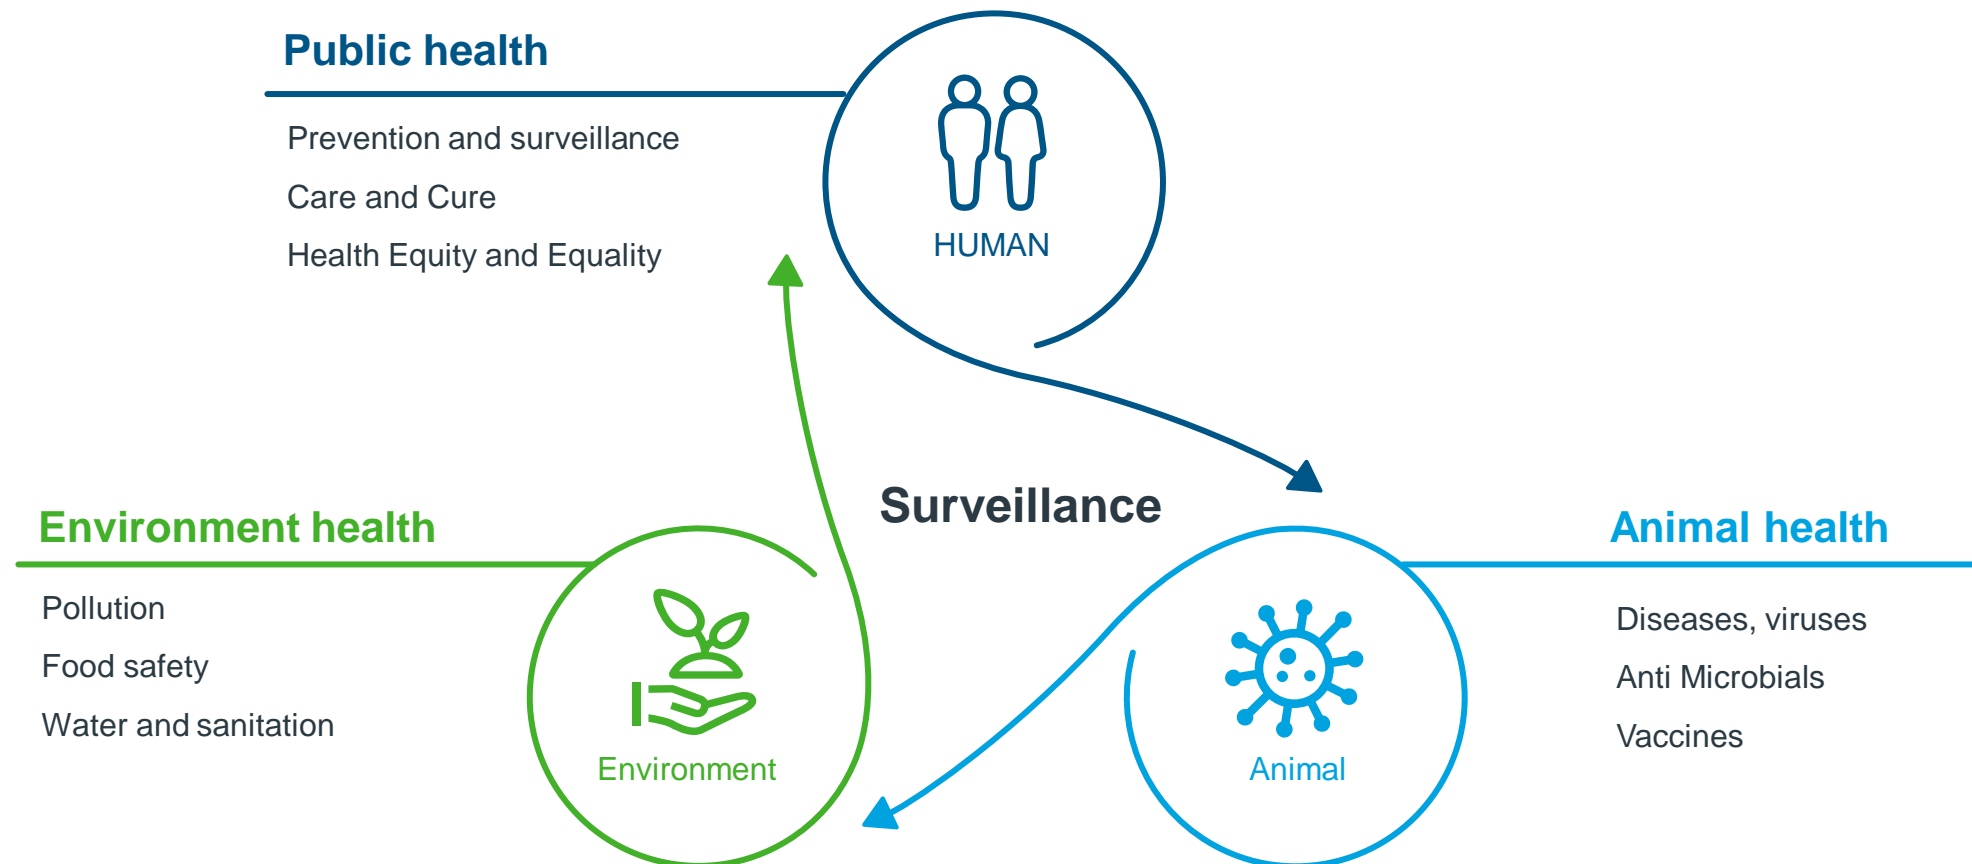 Public health
Prevention and surveillance
Care and Cure
Health Equity and Equality
HUMAN
Surveillance
Environment health
Pollution
Food safety
Water and sanitation
Environment
Animal health
Diseases, viruses
Anti Microbials
Vaccines
Animal